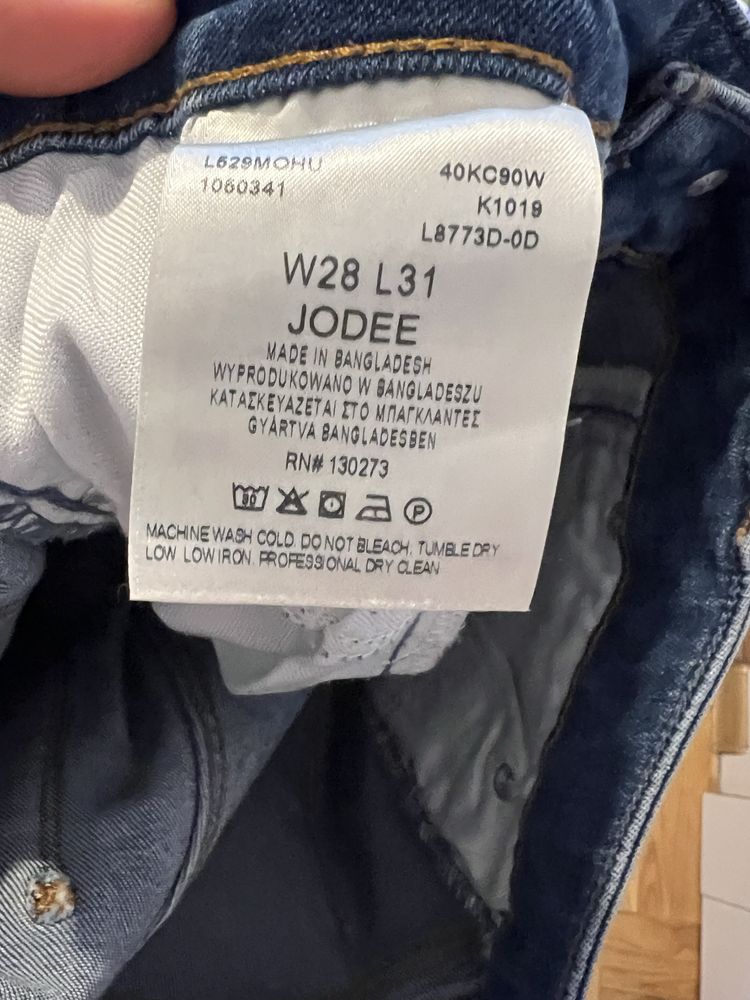 L629MOHU
1060341
40KC90W
K1019
L8773D-0D
W28 L31
JODEE
MADE IN BANGLADESH
WYPRODUKOWANO W BANGLADESZU
ΚΑΤΑΣΚΕΥΑΖΕΤΑΙ ΣΤΟ ΜΠΑΓΚΛΑΝΤΕΣ
GYÁRTVA BANGLADESBEN
RN# 130273
30
P
MACHINE WASH COLD. DO NOT BLEACH. TUMBLE DRY
LOW. LOW IRON. PROFESSIONAL DRY CLEAN